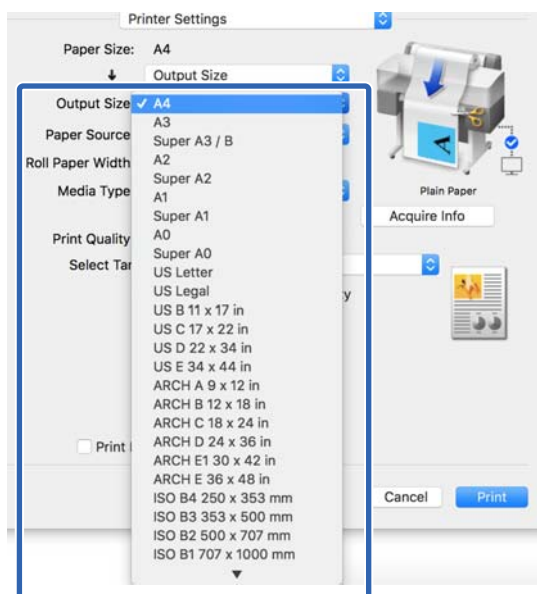 Printer Settings
Paper Size: A4
Output Size
Output Size ✓ A4
A3
Paper Source
Super A3 / B
Roll Paper Width
A2
Super A2
Media Type
A1
Plain Paper
Super A1
Acquire Info
Print Quality
A0
Super A0
Select Tar
US Letter
US Legal
y
US B 11 x 17 in
US C 17 x 22 in
US D 22 x 34 in
US E 34 x 44 in
ARCH A 9 x 12 in
ARCH B 12 x 18 in
ARCH C 18 x 24 in
ARCH D 24 x 36 in
Print
ARCH E1 30 x 42 in
ARCH E 36 x 48 in
ISO B4 250 x 353 mm
Cancel
Print
ISO B3 353 x 500 mm
ISO B2 500 x 707 mm
ISO B1 707 x 1000 mm